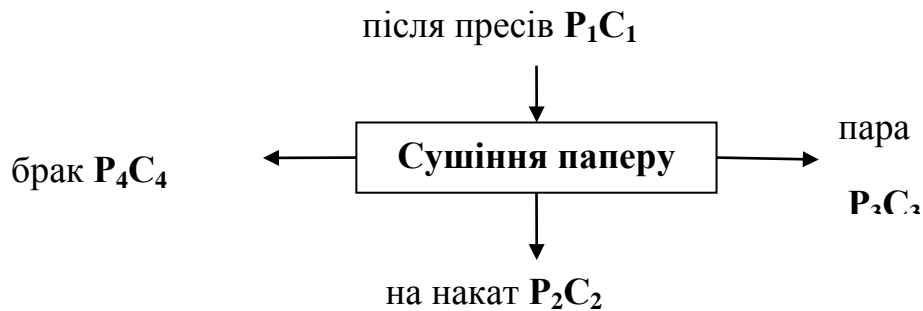 після пресів P₁C₁
пара
Сушіння паперу
брак P₄C₄
P₃C₃
на накат P₂C₂